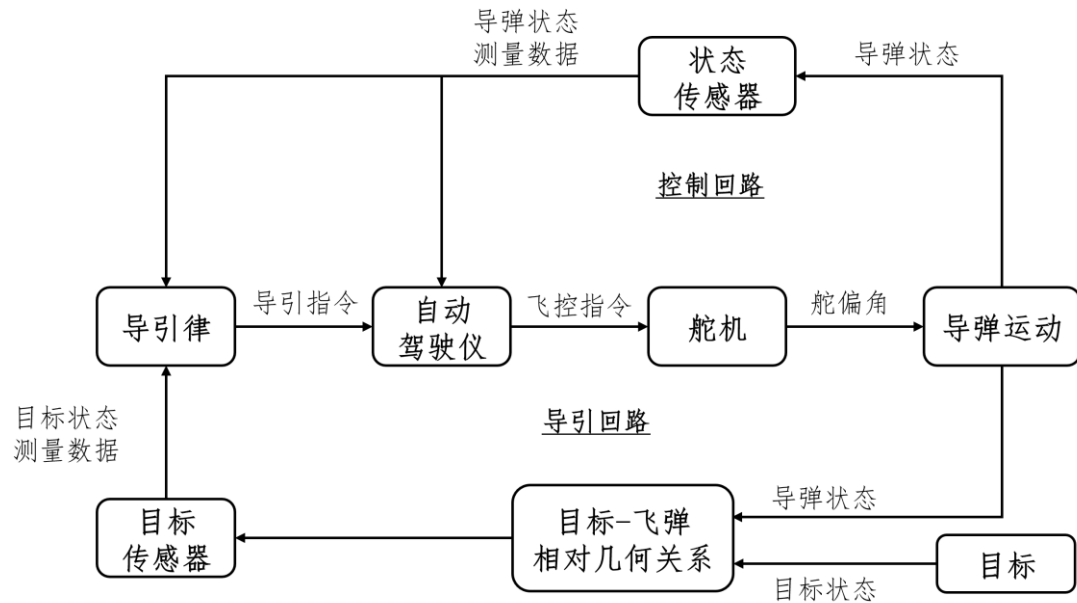 导弹状态
测量数据
状态
传感器
导弹状态
控制回路
导引律
导引指令
自动
驾驶仪
飞控指令
舵机
舵偏角
导弹运动
目标状态
测量数据
导引回路
目标
传感器
目标-飞弹
相对几何关系
导弹状态
目标状态
目标